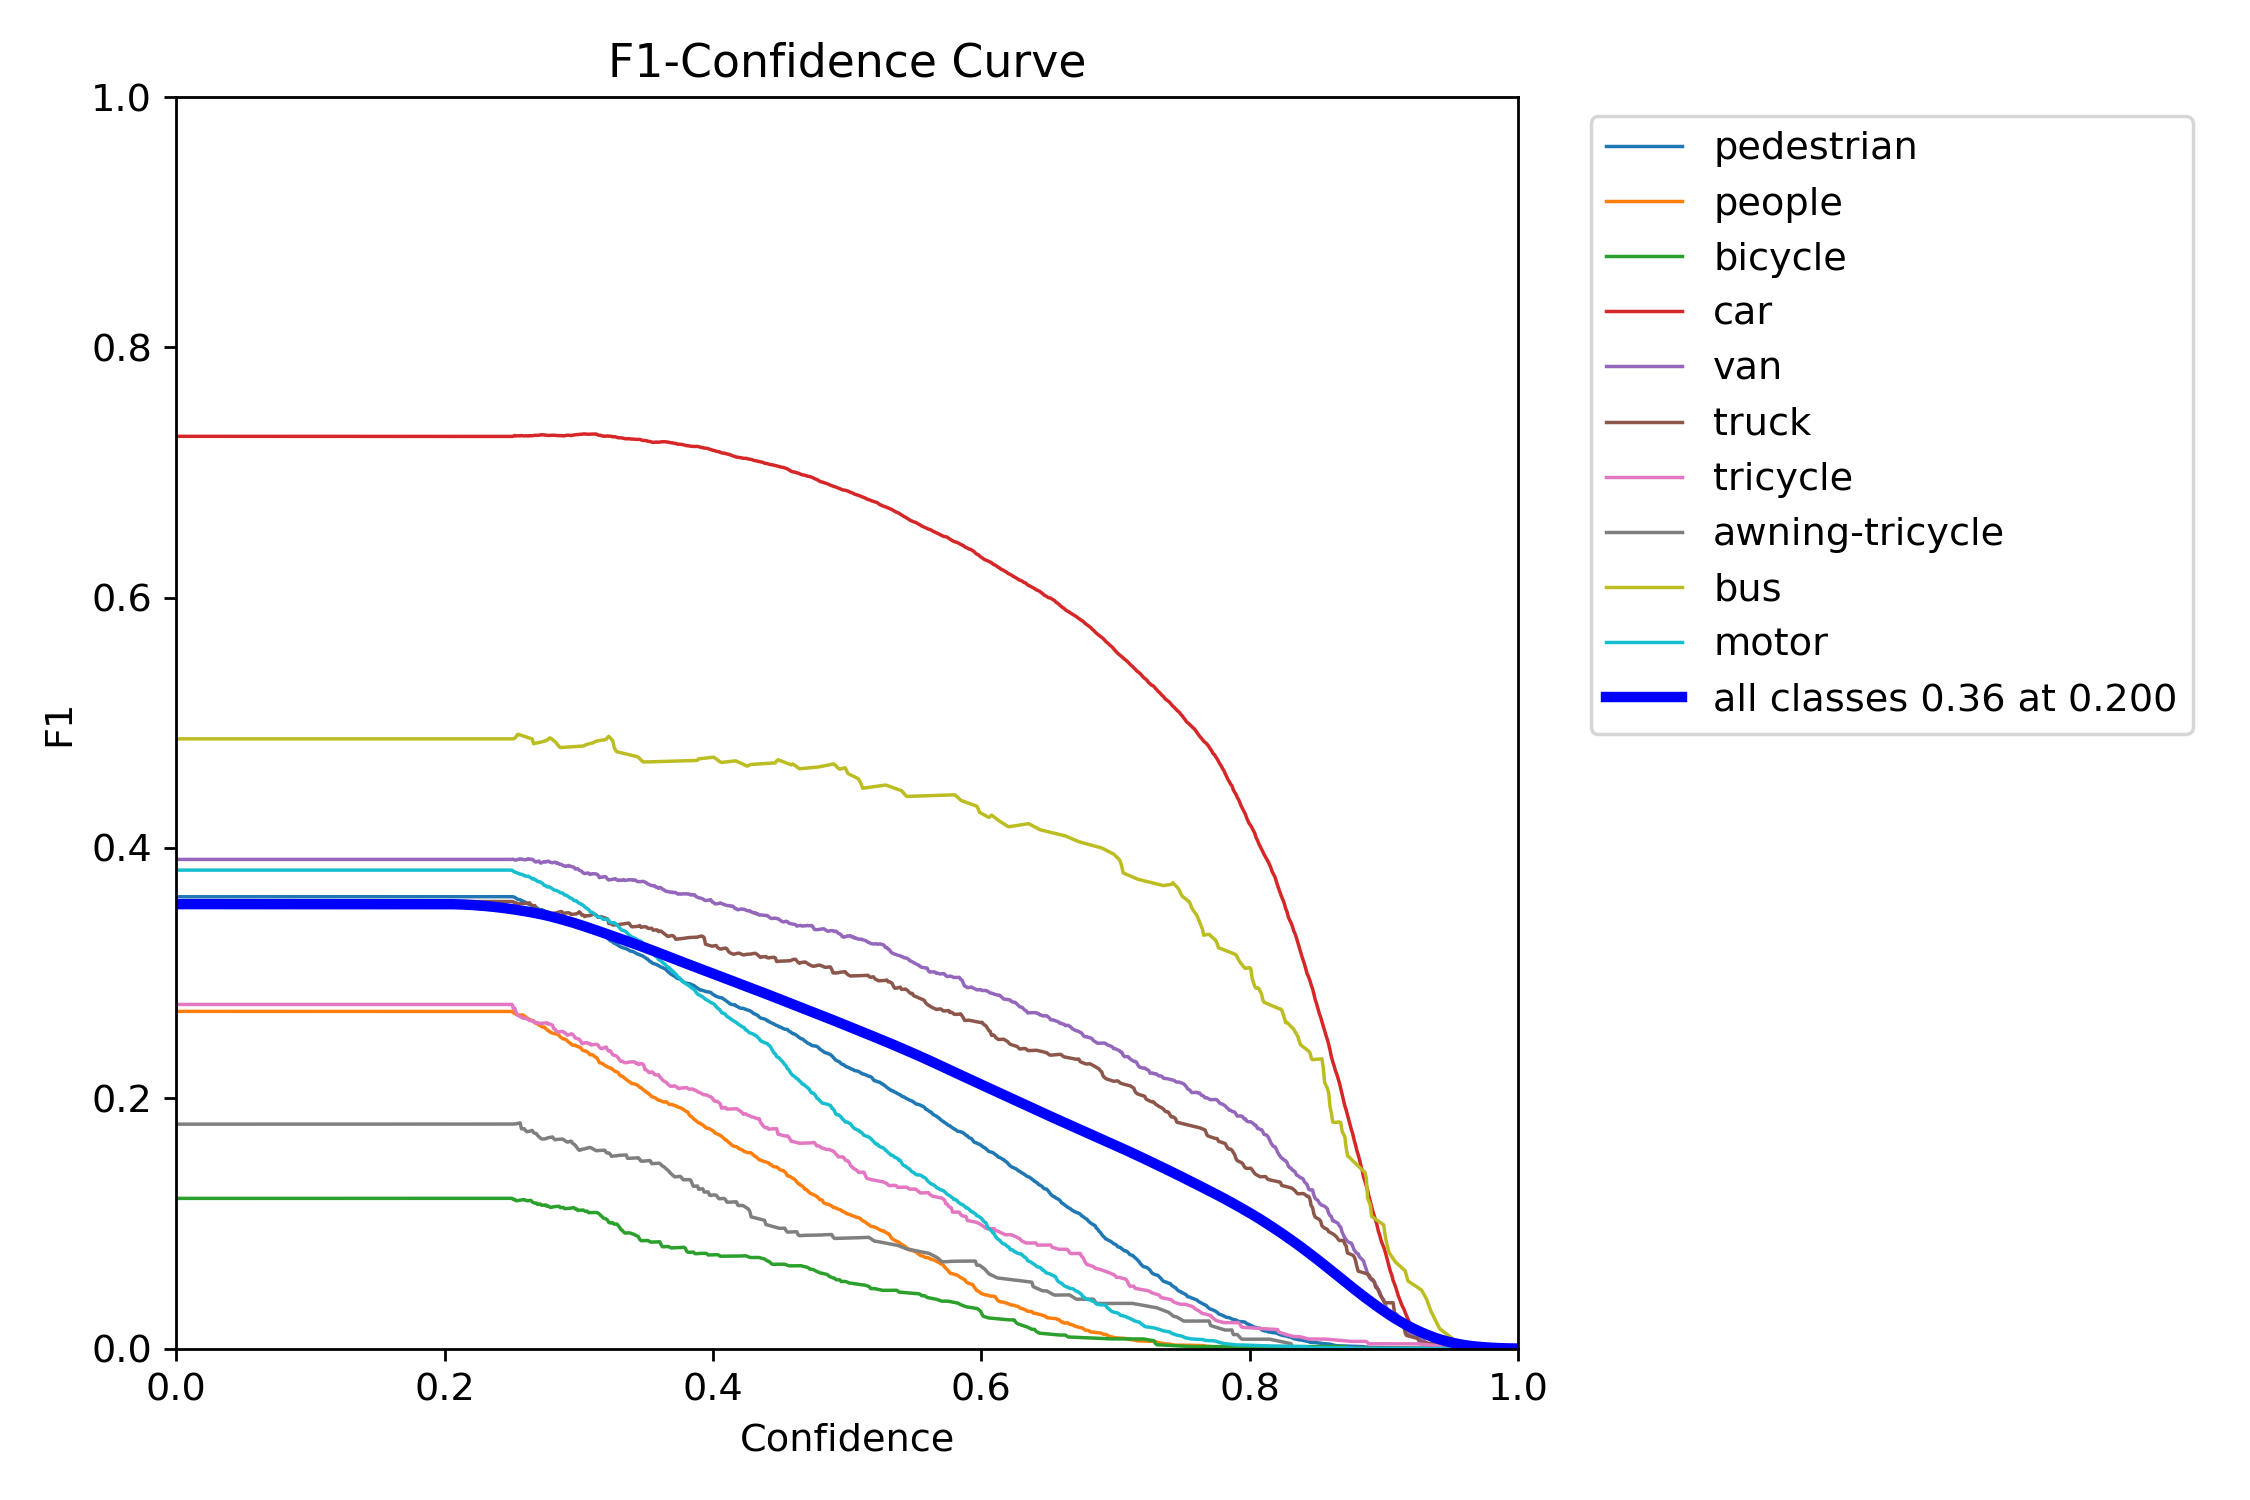 F1-Confidence Curve
1.0
0.8
0.6
0.4
0.2
0.0
F1
0.0 0.2 0.4 0.6 0.8 1.0
Confidence
pedestrian
people
bicycle
car
van
truck
tricycle
awning-tricycle
bus
motor
all classes 0.36 at 0.200